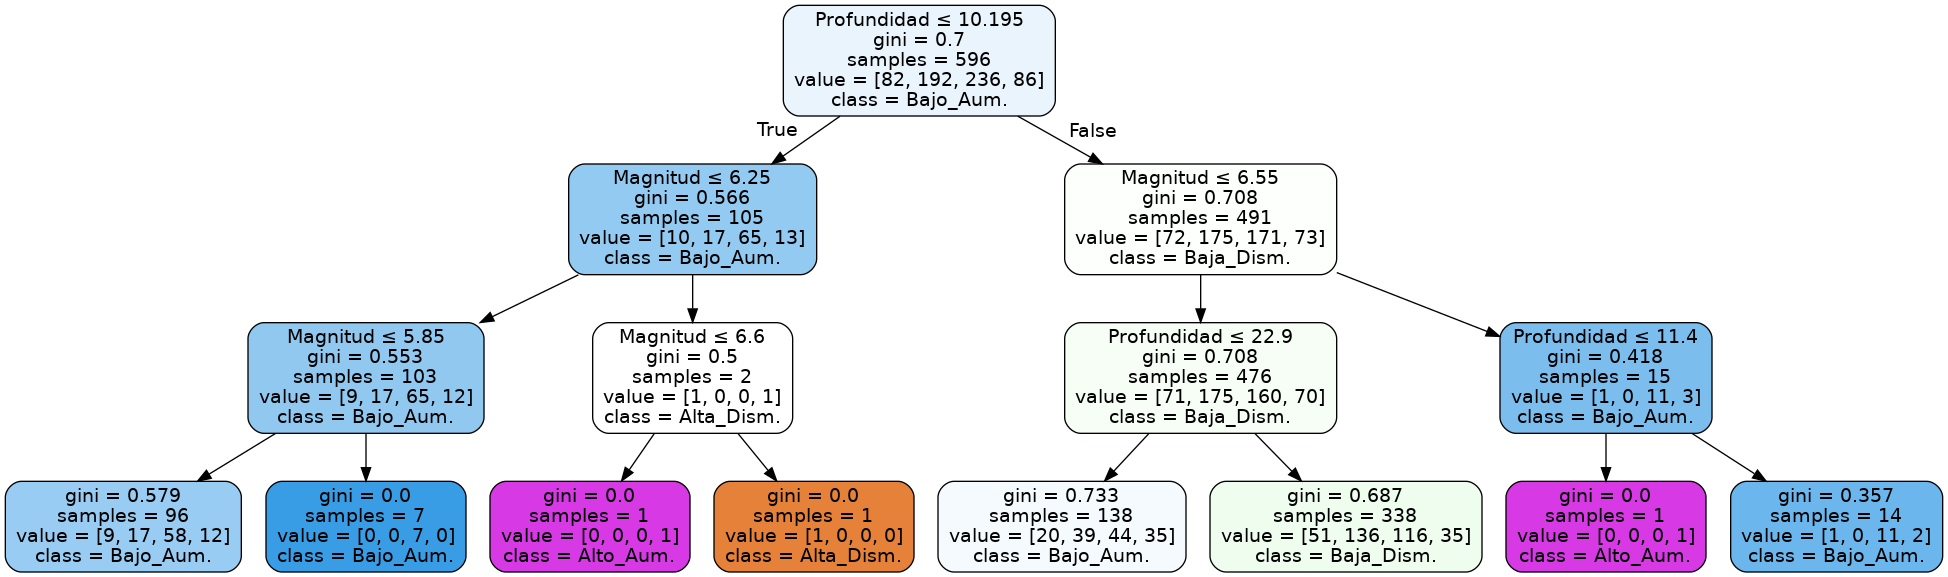 Profundidad ≤ 10.195
gini = 0.7
samples = 596
value = [82, 192, 236, 86]
class = Bajo_Aum.
True
False
Magnitud ≤ 6.25
gini = 0.566
samples = 105
value = [10, 17, 65, 13]
class = Bajo_Aum.
Magnitud ≤ 6.55
gini = 0.708
samples = 491
value = [72, 175, 171, 73]
class = Baja_Dism.
Magnitud ≤ 5.85
gini = 0.553
samples = 103
value = [9, 17, 65, 12]
class = Bajo_Aum.
Magnitud ≤ 6.6
gini = 0.5
samples = 2
value = [1, 0, 0, 1]
class = Alta_Dism.
Profundidad ≤ 22.9
gini = 0.708
samples = 476
value = [71, 175, 160, 70]
class = Baja_Dism.
Profundidad ≤ 11.4
gini = 0.418
samples = 15
value = [1, 0, 11, 3]
class = Bajo_Aum.
gini = 0.579
samples = 96
value = [9, 17, 58, 12]
class = Bajo_Aum.
gini = 0.0
samples = 7
value = [0, 0, 7, 0]
class = Bajo_Aum.
gini = 0.0
samples = 1
value = [0, 0, 0, 1]
class = Alto_Aum.
gini = 0.0
samples = 1
value = [1, 0, 0, 0]
class = Alta_Dism.
gini = 0.733
samples = 138
value = [20, 39, 44, 35]
class = Bajo_Aum.
gini = 0.687
samples = 338
value = [51, 136, 116, 35]
class = Baja_Dism.
gini = 0.0
samples = 1
value = [0, 0, 0, 1]
class = Alto_Aum.
gini = 0.357
samples = 14
value = [1, 0, 11, 2]
class = Bajo_Aum.